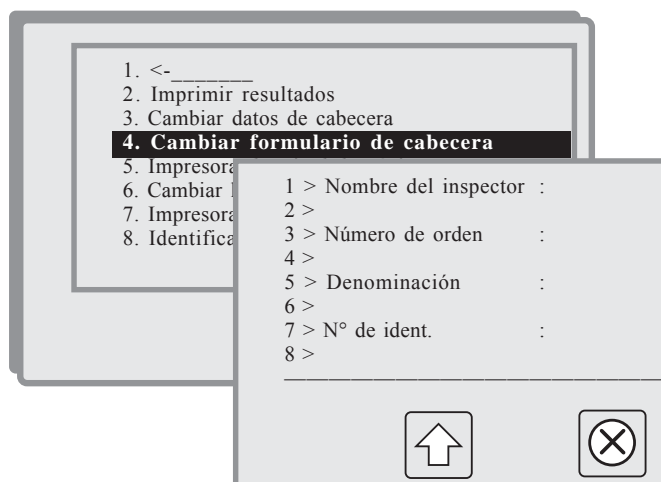 1. <-_______
2. Imprimir resultados
3. Cambiar datos de cabecera
4. Cambiar formulario de cabecera
5. Impresora
6. Cambiar
7. Impresora
8. Identifica
1 > Nombre del inspector :
2 >
3 > Número de orden :
4 >
5 > Denominación :
6 >
7 > N° de ident. :
8 >